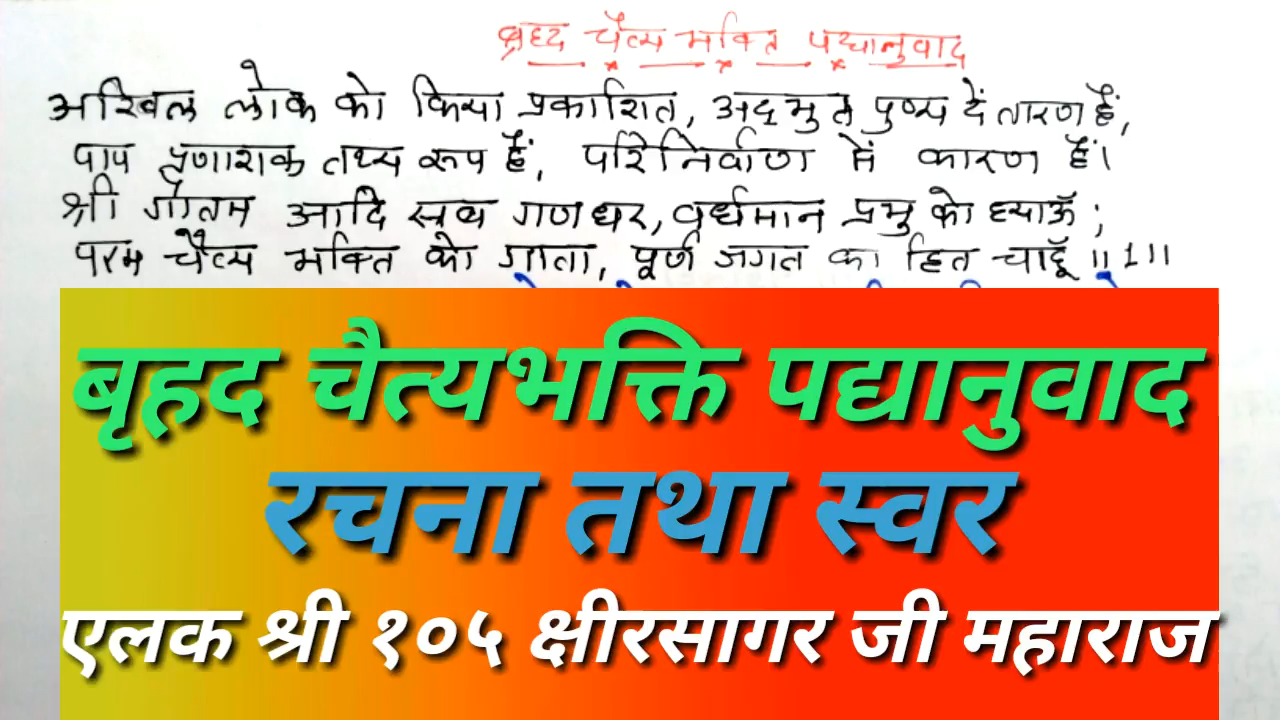 बृहद चैत्य भक्ति पद्यानुवाद
अखिल लोक को किया प्रकाशित, अद्भुत पुण्य दें तारण हैं,
पाप प्रणाशक तथ्य रूप हैं, परिनिर्वाण में कारण हैं।
श्री गौतम आदि सब गणधर, वर्धमान प्रभु को ध्याऊँ;
परम चैत्य भक्ति को गाता, पूर्ण जगत का हित चाहूँ॥1॥
बृहद चैत्यभक्ति पद्यानुवाद
रचना तथा स्वर
एलक श्री १०५ क्षीरसागर जी महाराज